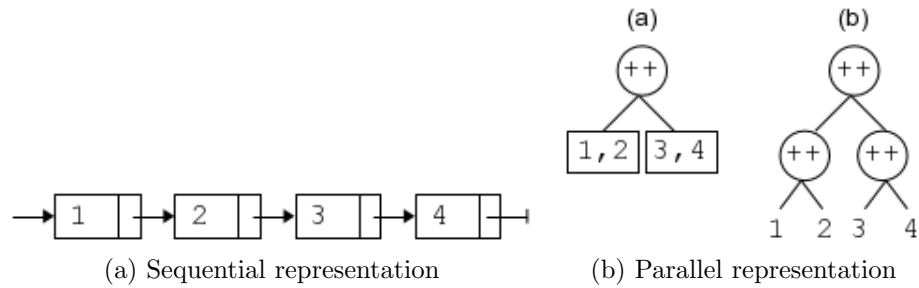 (a) (b)
++ ++
1,2 3,4 ++ ++
1 2 3 4 1 2 3 4
(a) Sequential representation (b) Parallel representation